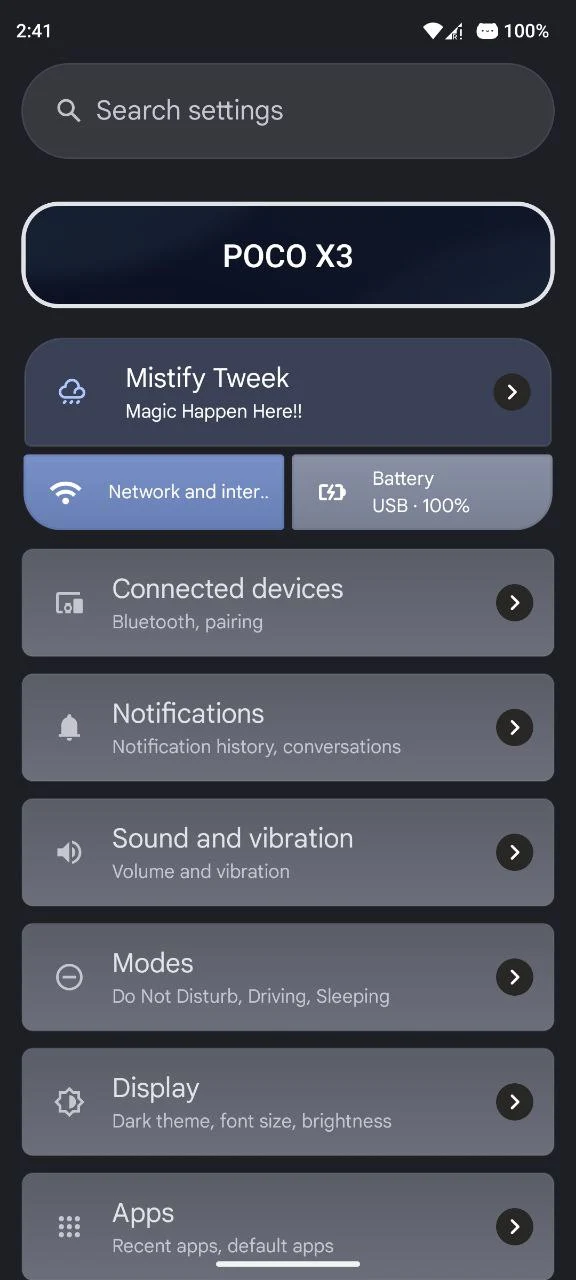 2:41
100%
Search settings
POCO X3
Mistify Tweek
Magic Happen Here!!
Network and inter..
Battery
USB · 100%
Connected devices
Bluetooth, pairing
Notifications
Notification history, conversations
Sound and vibration
Volume and vibration
Modes
Do Not Disturb, Driving, Sleeping
Display
Dark theme, font size, brightness
Apps
Recent apps, default apps